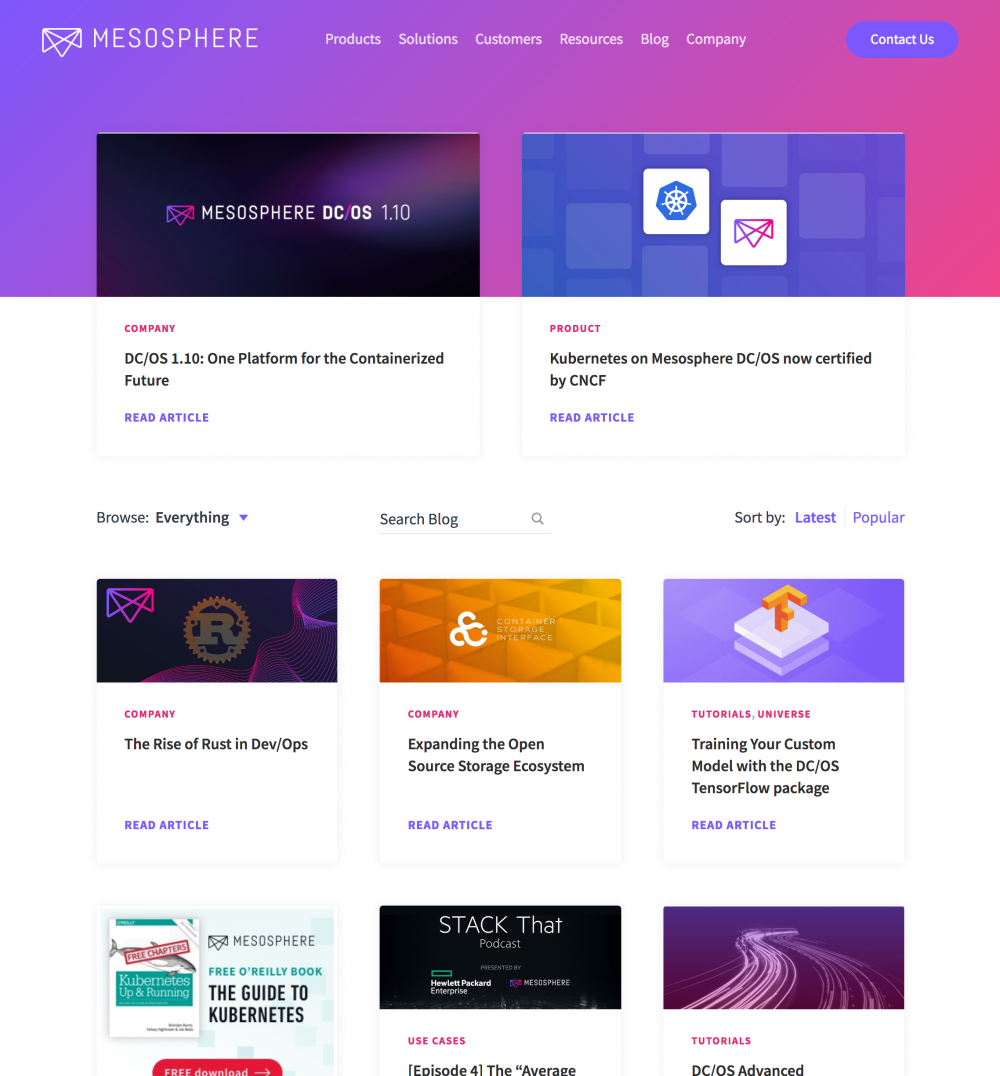 MESOSPHERE
Products Solutions Customers Resources Blog Company
Contact Us
MESOSPHERE DC/OS 1.10
COMPANY
DC/OS 1.10: One Platform for the Containerized
Future
READ ARTICLE
PRODUCT
Kubernetes on Mesosphere DC/OS now certified
by CNCF
READ ARTICLE
Browse: Everything
Search Blog
Sort by: Latest Popular
R
COMPANY
The Rise of Rust in Dev/Ops
READ ARTICLE
CONTAINER
STORAGE
INTERFACE
COMPANY
Expanding the Open
Source Storage Ecosystem
READ ARTICLE
TUTORIALS, UNIVERSE
Training Your Custom
Model with the DC/OS
TensorFlow package
READ ARTICLE
O'REILLY
FREE CHAPTERS
Kubernetes
Up & Running
Brendan Burns,
Kelsey Hightower & Joe Beda
MESOSPHERE
FREE O'REILLY BOOK
THE GUIDE TO
KUBERNETES
FREE download
STACK That
Podcast
PRESENTED BY
Hewlett Packard
Enterprise
MESOSPHERE
USE CASES
[Episode 4] The “Average
TUTORIALS
DC/OS Advanced